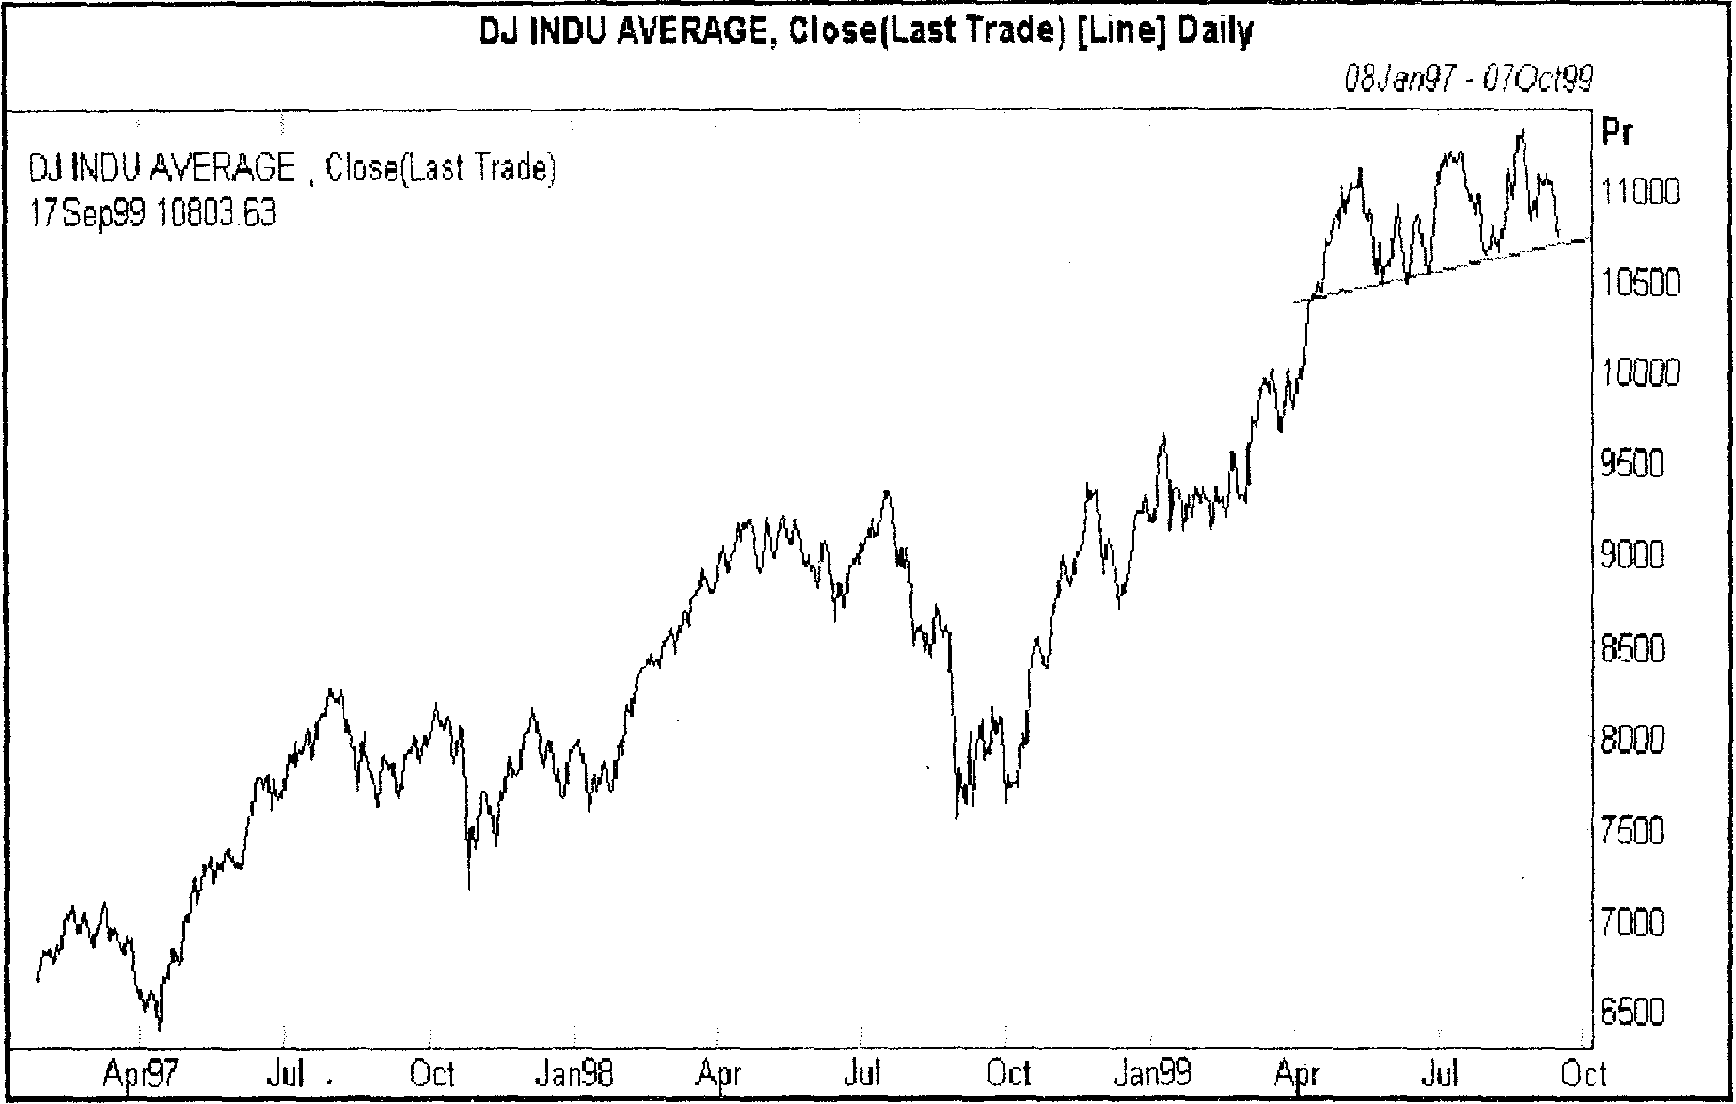 DJ INDU AVERAGE, Close(Last Trade) [Line] Daily
08Jan97 - 07Oct99
Pr
DJ INDU AVERAGE , Close(Last Trade)
17Sep99 10803.63
11000
10500
10000
9500
9000
8500
8000
7500
7000
6500
Apr97 Jul Oct Jan98 Apr Jul Oct Jan99 Apr Jul Oct